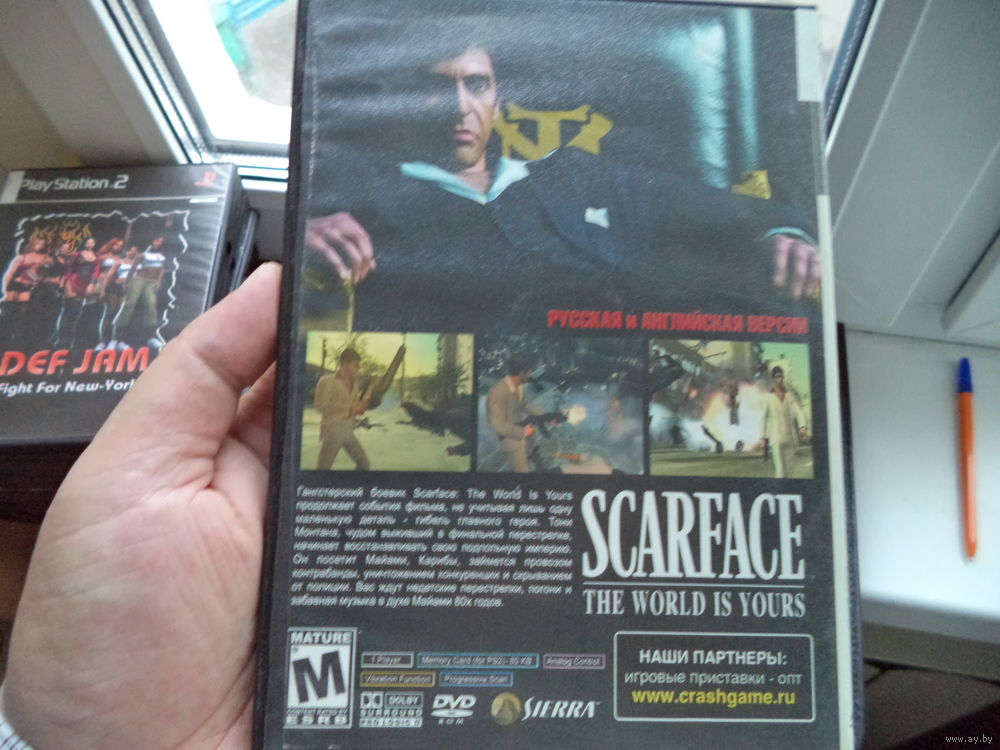 PlayStation.2
DEF JAM
Fight For New-York
РУССКАЯ и АНГЛИЙСКАЯ ВЕРСИИ
Гангстерский боевик Scarface: The World Is Yours
продолжает события фильма, не учитывая лишь одну
маленькую деталь - гибель главного героя. Тони
Монтана, чудом выживший в финальной перестрелке,
начинает восстанавливать свою подпольную империю.
Он посетит Майами, Карибы, займется провозом
контрабанды, уничтожением конкуренции и скрыванием
от полиции. Вас ждут недетские перестрелки, погони и
забавная музыка в духе Майами 80х годов.
SCARFACE
THE WORLD IS YOURS
MATURE
M
CONTENT RATED BY
ESRB
1 Player
Memory Card (for PS2)- 85 KB
Analog Control
Vibration Function
Progressive Scan
DOLBY
SURROUND
PRO LOGIC II
DVD
ROM
SIERRA
НАШИ ПАРТНЕРЫ:
игровые приставки - опт
www.crashgame.ru
www.ay.by